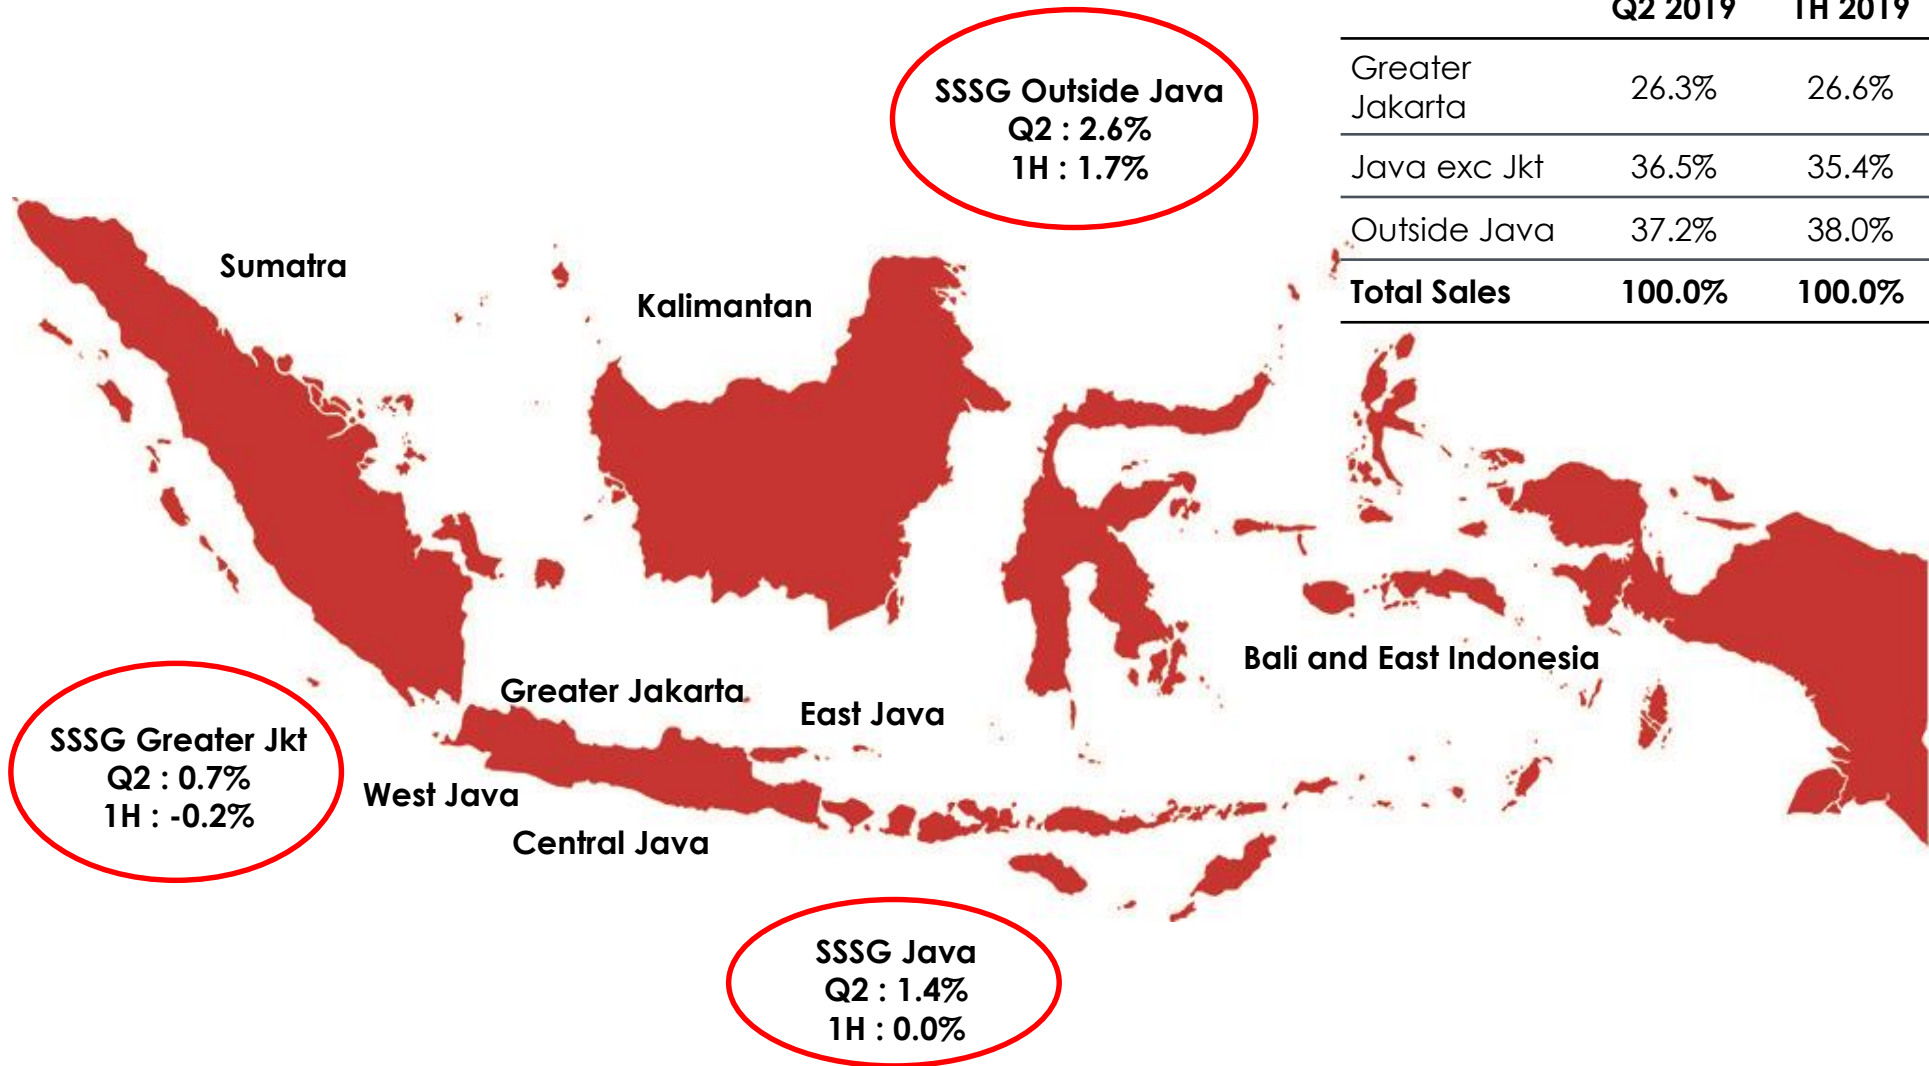 Q2 2019 1H 2019
Greater
Jakarta 26.3% 26.6%
Java exc Jkt 36.5% 35.4%
Outside Java 37.2% 38.0%
Total Sales 100.0% 100.0%
SSSG Outside Java
Q2 : 2.6%
1H : 1.7%
Sumatra
Kalimantan
Bali and East Indonesia
Greater Jakarta
East Java
West Java
Central Java
SSSG Greater Jkt
Q2 : 0.7%
1H : -0.2%
SSSG Java
Q2 : 1.4%
1H : 0.0%